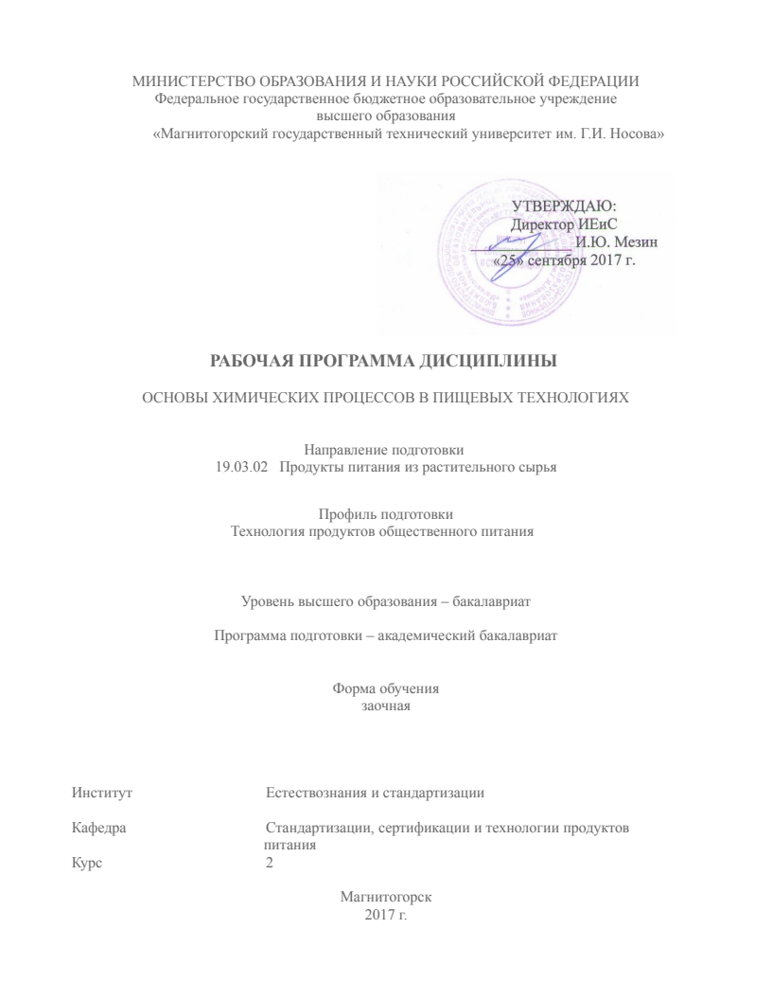 МИНИСТЕРСТВО ОБРАЗОВАНИЯ И НАУКИ РОССИЙСКОЙ ФЕДЕРАЦИИ
Федеральное государственное бюджетное образовательное учреждение
высшего образования
«Магнитогорский государственный технический университет им. Г.И. Носова»
УТВЕРЖДАЮ:
Директор ИЕиС
И.Ю. Мезин
«25» сентября 2017 г.
РАБОЧАЯ ПРОГРАММА ДИСЦИПЛИНЫ
ОСНОВЫ ХИМИЧЕСКИХ ПРОЦЕССОВ В ПИЩЕВЫХ ТЕХНОЛОГИЯХ
Направление подготовки
19.03.02 Продукты питания из растительного сырья
Профиль подготовки
Технология продуктов общественного питания
Уровень высшего образования – бакалавриат
Программа подготовки – академический бакалавриат
Форма обучения
заочная
Институт Естествознания и стандартизации
Кафедра Стандартизации, сертификации и технологии продуктов
питания
Курс 2
Магнитогорск
2017 г.